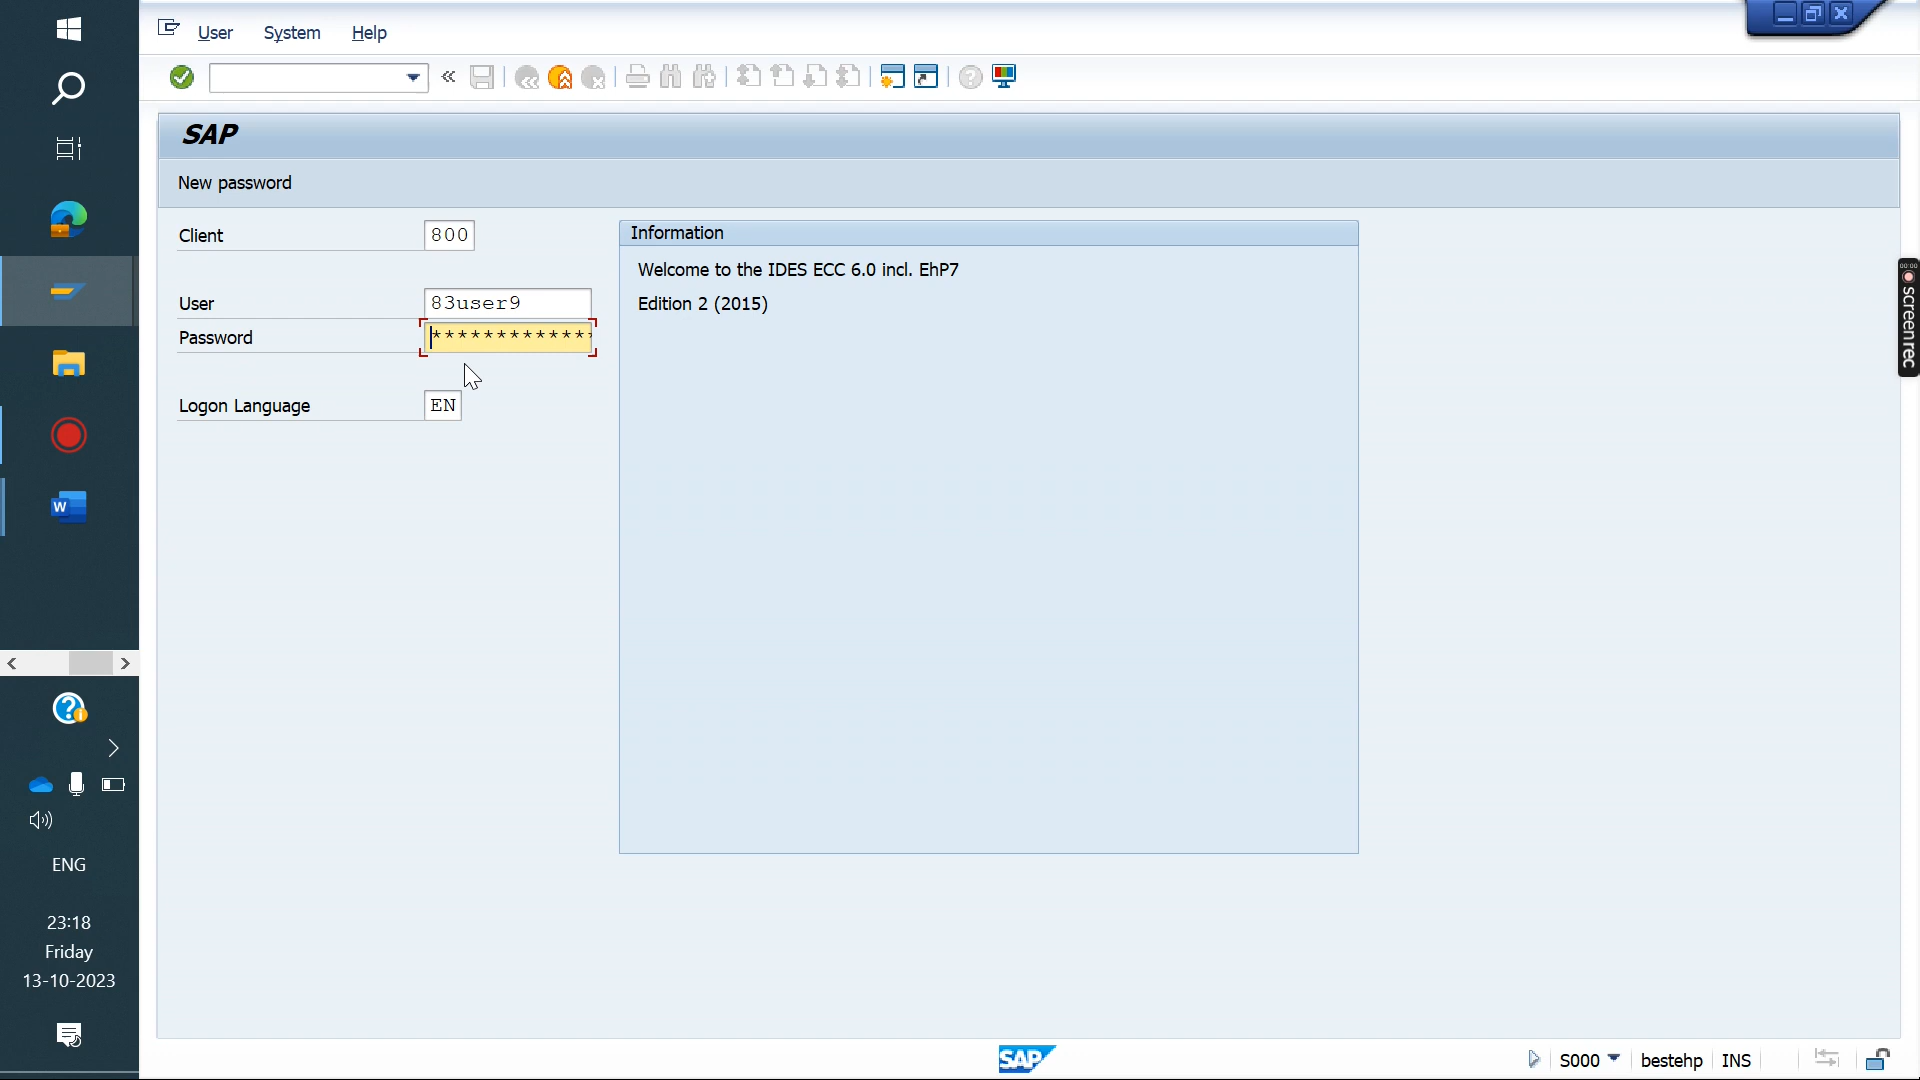 User System Help
SAP
New password
Client 800
Information
Welcome to the IDES ECC 6.0 incl. EhP7
User 83user9
Edition 2 (2015)
Password *************
Logon Language EN
00:00
screenrec
W
ENG
23:18
Friday
13-10-2023
SAP
S000 bestehp INS